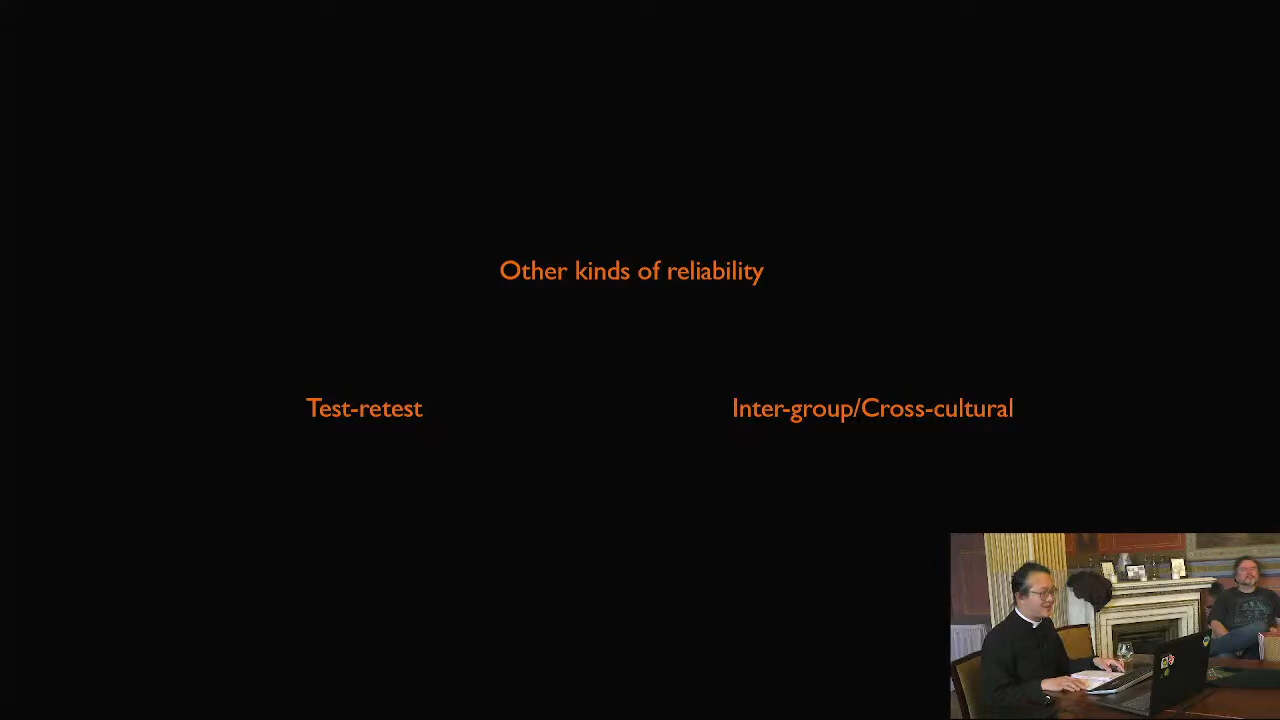 Other kinds of reliability
Test-retest
Inter-group/Cross-cultural